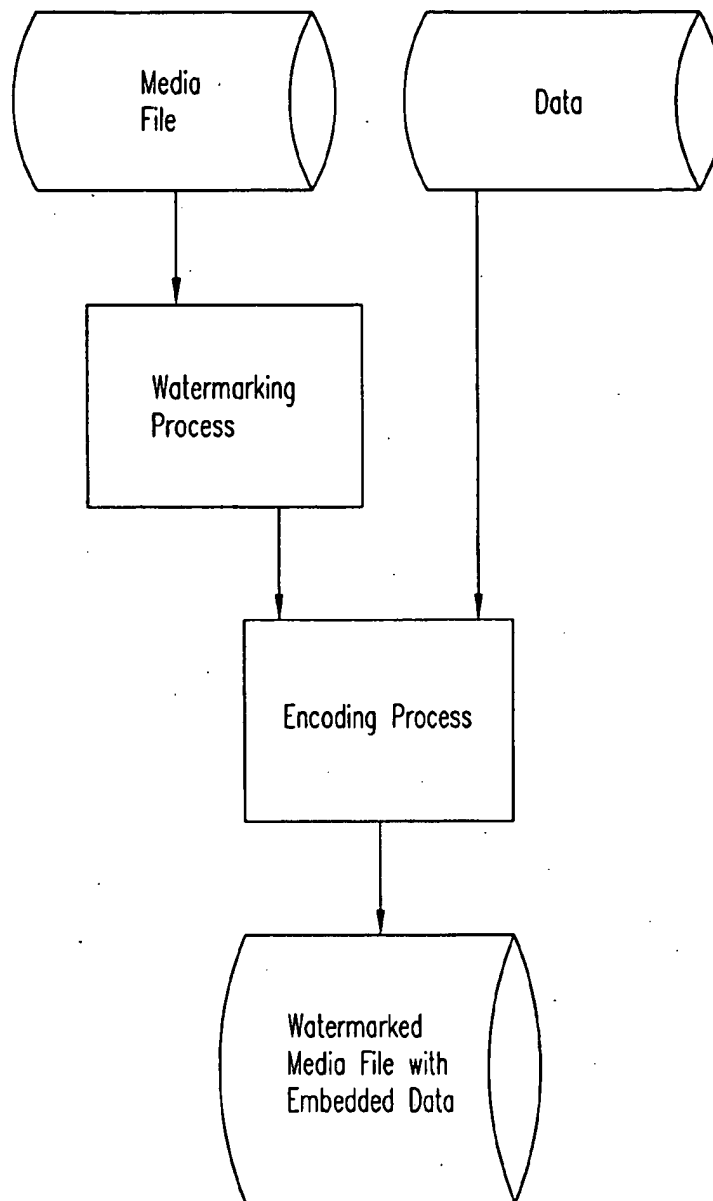 Media
File
Data
Watermarking
Process
Encoding Process
Watermarked
Media File with
Embedded Data